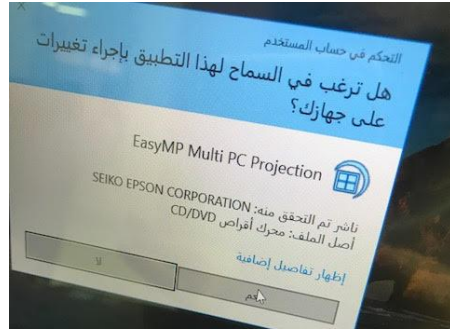 التحكم في حساب المستخدم
هل ترغب في السماح لهذا التطبيق بإجراء تغييرات
على جهازك؟
EasyMP Multi PC Projection
ناشر تم التحقق منه: SEIKO EPSON CORPORATION
أصل الملف: محرك أقراص CD/DVD
إظهار تفاصيل إضافية
نعم
لا